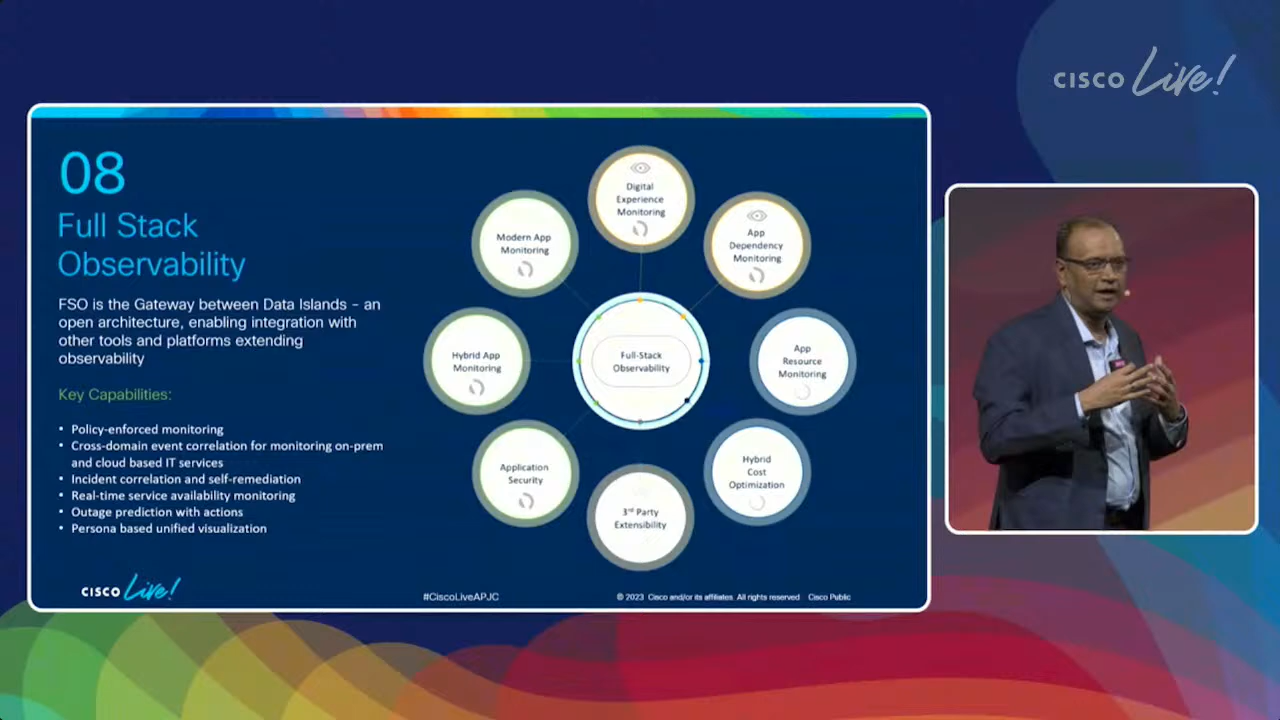 CISCO Live!
08
Full Stack
Observability
FSO is the Gateway between Data Islands – an
open architecture, enabling integration with
other tools and platforms extending
observability
Key Capabilities:
• Policy-enforced monitoring
• Cross-domain event correlation for monitoring on-prem
and cloud based IT services
• Incident correlation and self-remediation
• Real-time service availability monitoring
• Outage prediction with actions
• Persona based unified visualization
Digital
Experience
Monitoring
App
Dependency
Monitoring
App
Resource
Monitoring
Hybrid
Cost
Optimization
3rd Party
Extensibility
Application
Security
Hybrid App
Monitoring
Modern App
Monitoring
Full-Stack
Observability
CISCO Live!
#CiscoLiveAPJC
© 2023 Cisco and/or its affiliates. All rights reserved Cisco Public